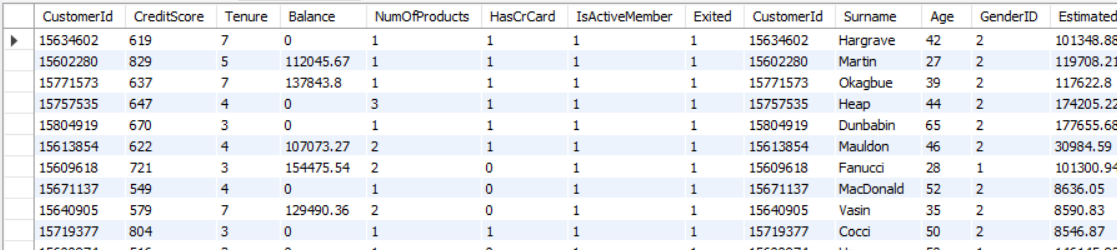 CustomerId CreditScore Tenure Balance NumOfProducts HasCrCard IsActiveMember Exited CustomerId Surname Age GenderID Estimated
15634602 619 7 0 1 1 1 1 15634602 Hargrave 42 2 101348.88
15602280 829 5 112045.67 1 1 1 1 15602280 Martin 27 2 119708.21
15771573 637 7 137843.8 1 1 1 1 15771573 Okagbue 39 2 117622.8
15757535 647 4 0 3 1 1 1 15757535 Heap 44 2 174205.22
15804919 670 3 0 1 1 1 1 15804919 Dunbabin 65 2 177655.68
15613854 622 4 107073.27 2 1 1 1 15613854 Mauldon 46 2 30984.59
15609618 721 3 154475.54 2 0 1 1 15609618 Fanucci 28 1 101300.94
15671137 549 4 0 1 0 1 1 15671137 MacDonald 52 2 8636.05
15640905 579 7 129490.36 2 0 1 1 15640905 Vasin 35 2 8590.83
15719377 804 3 0 1 1 1 1 15719377 Cocci 50 2 8546.87